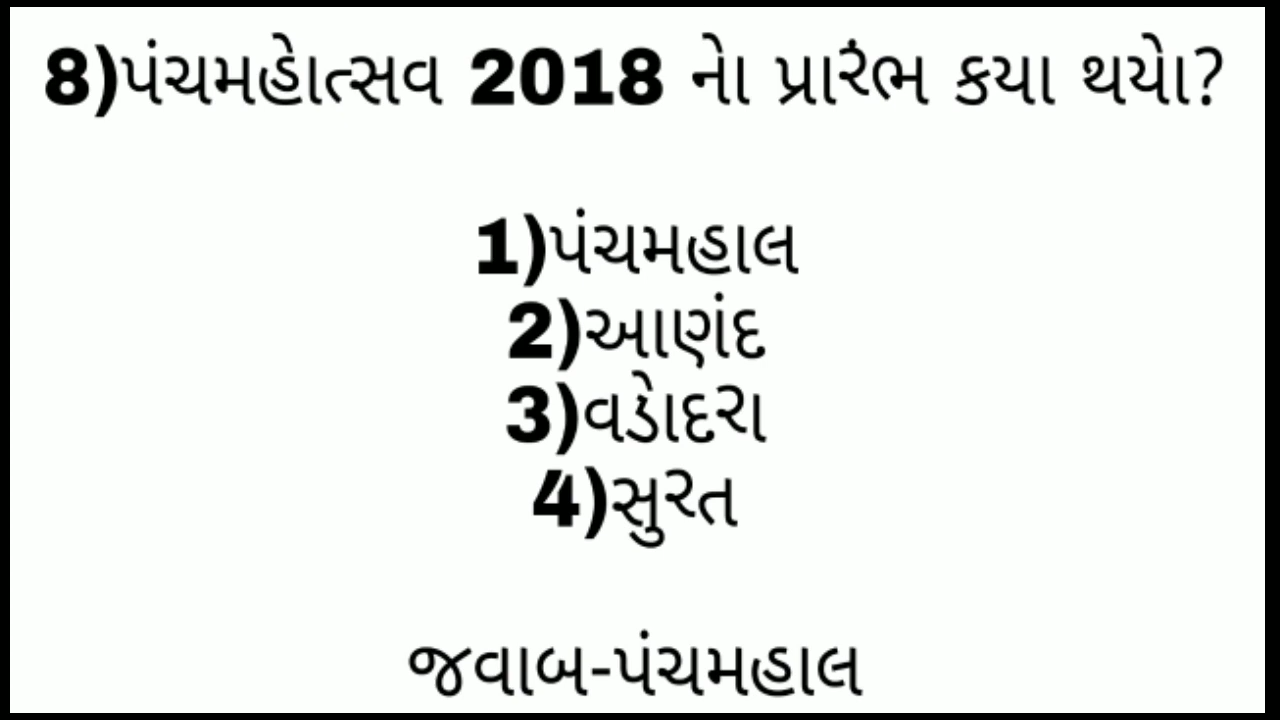 8)પંચમહોત્સવ 2018 નો પ્રારંભ કયા થયો?
1)પંચમહાલ
2)આણંદ
3)વડોદરા
4)સુરત
જવાબ-પંચમહાલ